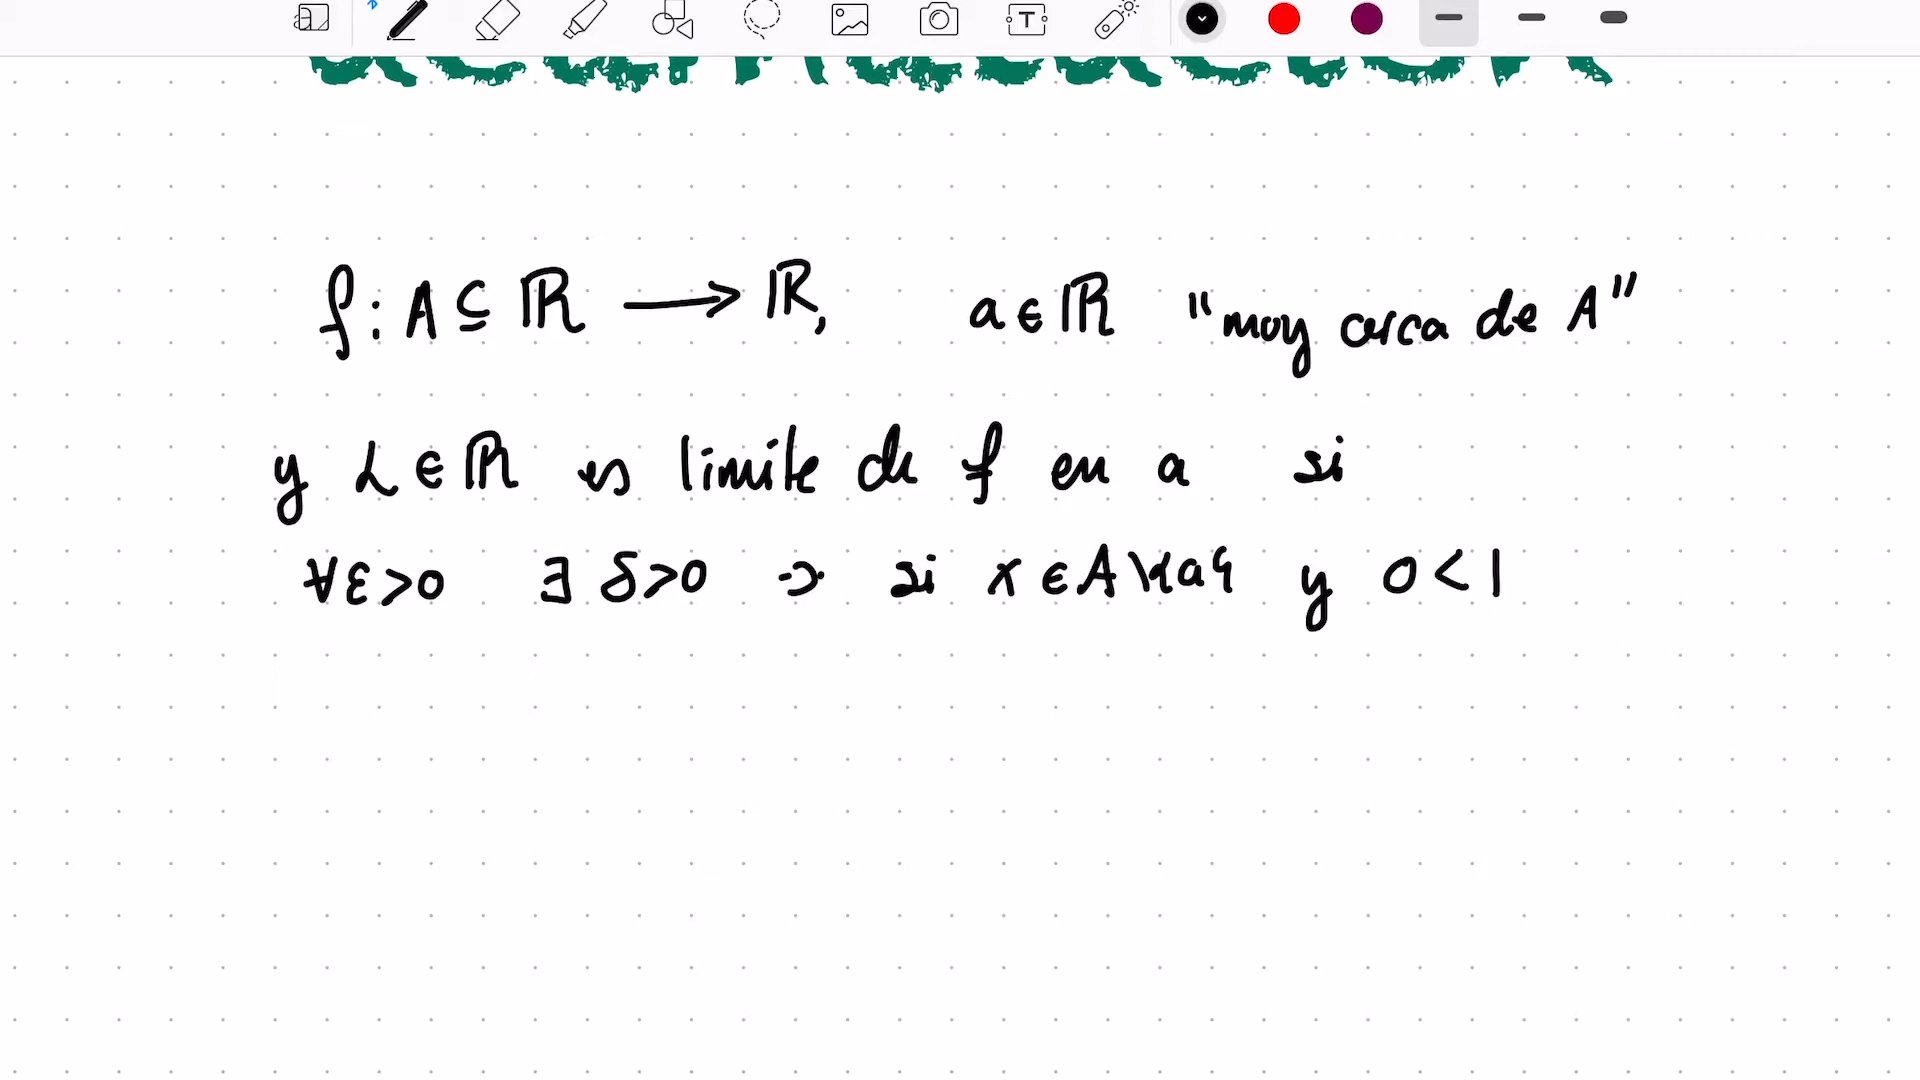 f: A ⊆ ℝ ⟶ ℝ, a ∈ ℝ "muy cerca de A"
y L ∈ ℝ es límite de f en a si
∀ε>0 ∃ δ>0 ⇒ si x ∈ A \ {a} y 0 < |